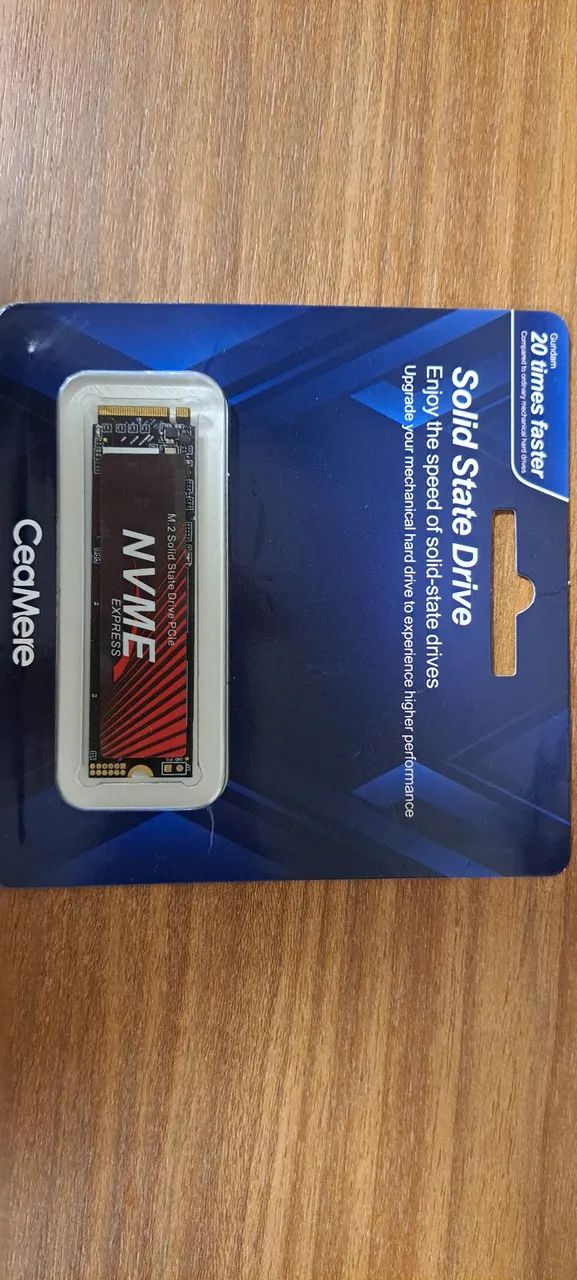 Gundam
20 times faster
Compared to ordinary mechanical hard drives
Solid State Drive
Enjoy the speed of solid-state drives
Upgrade your mechanical hard drive to experience higher performance
M.2 Solid State Drive PCIe
NVME
EXPRESS
CeaMere